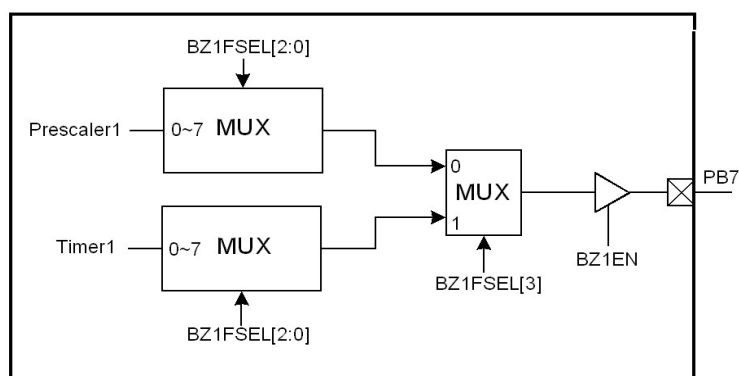 BZ1FSEL[2:0]
Prescaler1
0~7 MUX
0
MUX
1
PB7
Timer1
0~7 MUX
BZ1EN
BZ1FSEL[3]
BZ1FSEL[2:0]